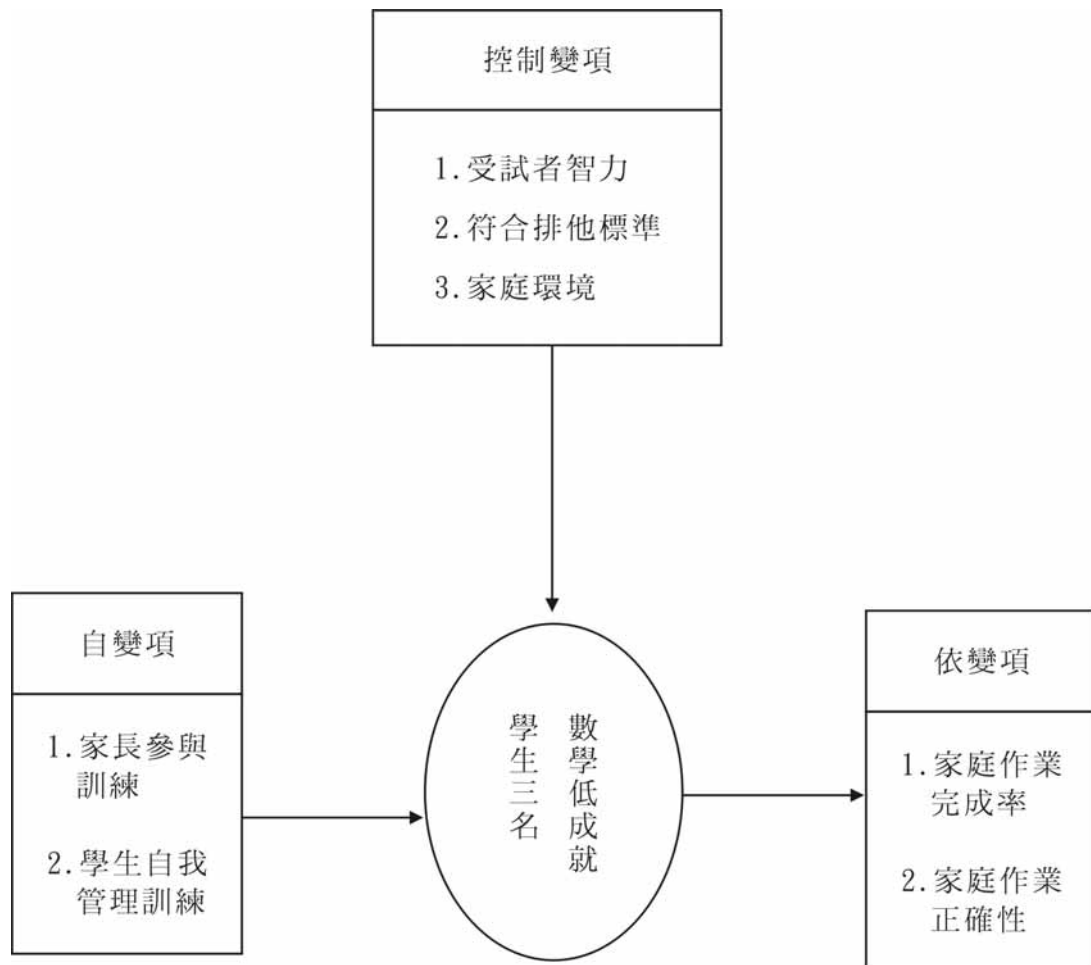 控制變項
1.受試者智力
2.符合排他標準
3.家庭環境
自變項
1.家長參與
訓練
2.學生自我
管理訓練
數學低成就
學生三名
依變項
1.家庭作業
完成率
2.家庭作業
正確性